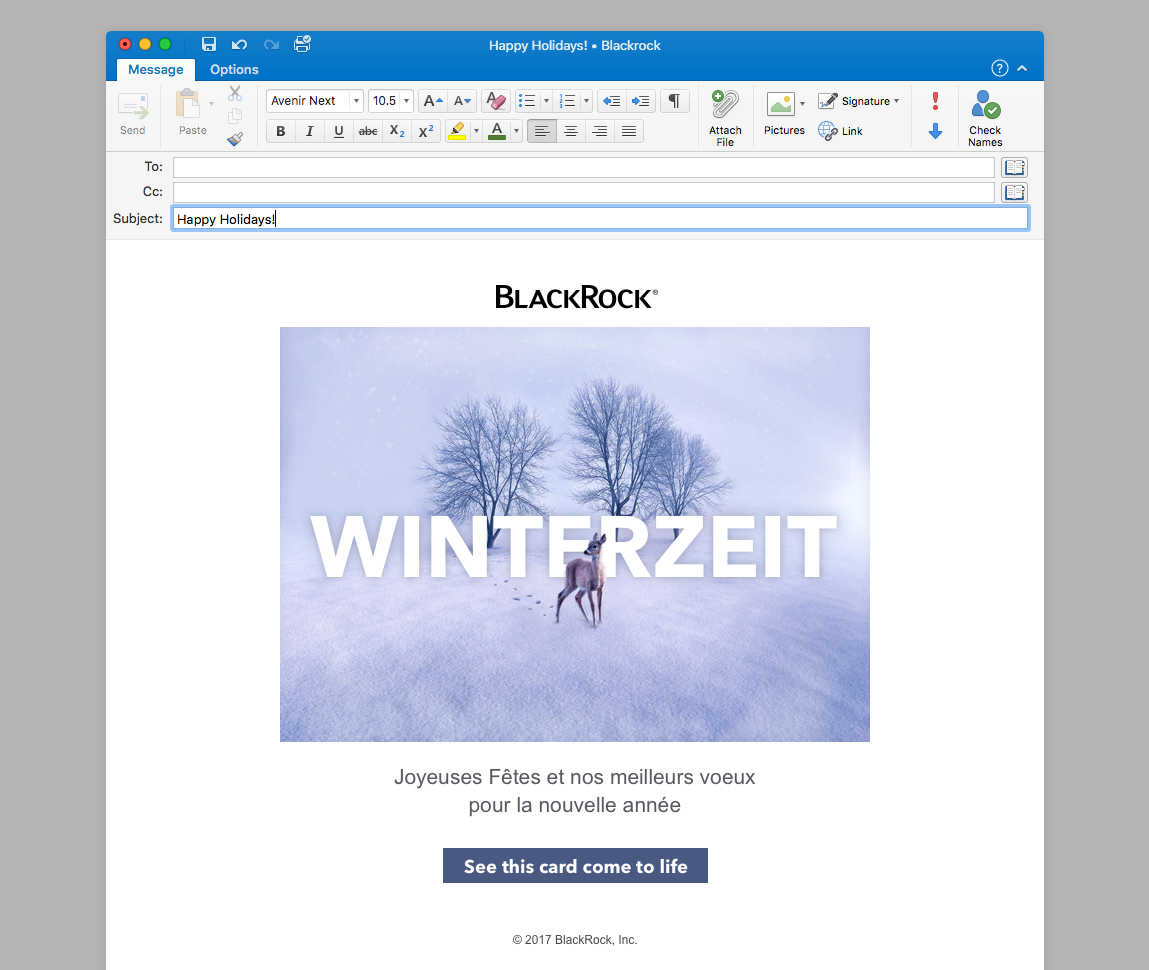 Happy Holidays! • Blackrock
Message Options ?
Send Paste Avenir Next 10.5 A A A ¶ Attach File Pictures Signature Link Check Names
B I U abc X2 X2 A
To:
Cc:
Subject: Happy Holidays!
BLACKROCK®
WINTERZEIT
Joyeuses Fêtes et nos meilleurs voeux
pour la nouvelle année
See this card come to life
© 2017 BlackRock, Inc.